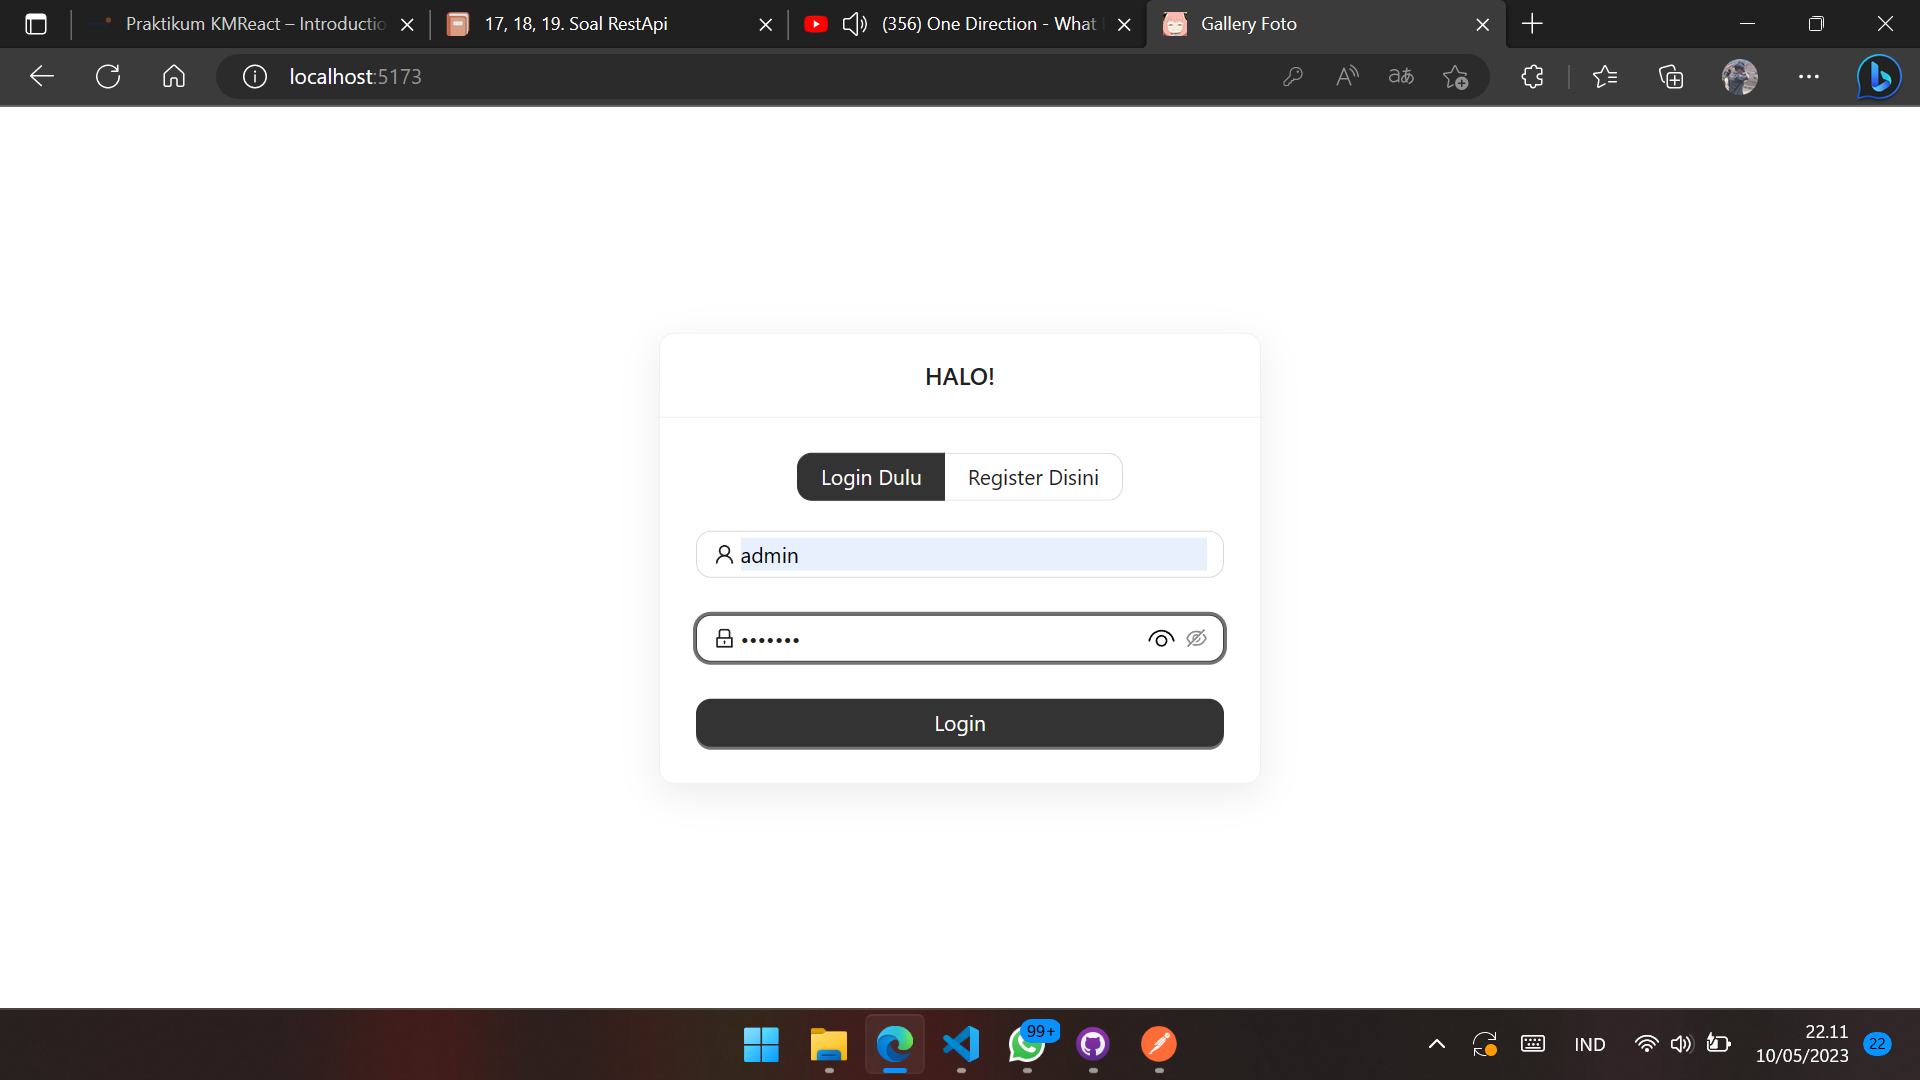 Praktikum KMReact – Introductio
17, 18, 19. Soal RestApi
(356) One Direction - What
Gallery Foto
localhost:5173
HALO!
Login Dulu
Register Disini
admin
•••••••
Login
99+
IND
22.11
10/05/2023
22